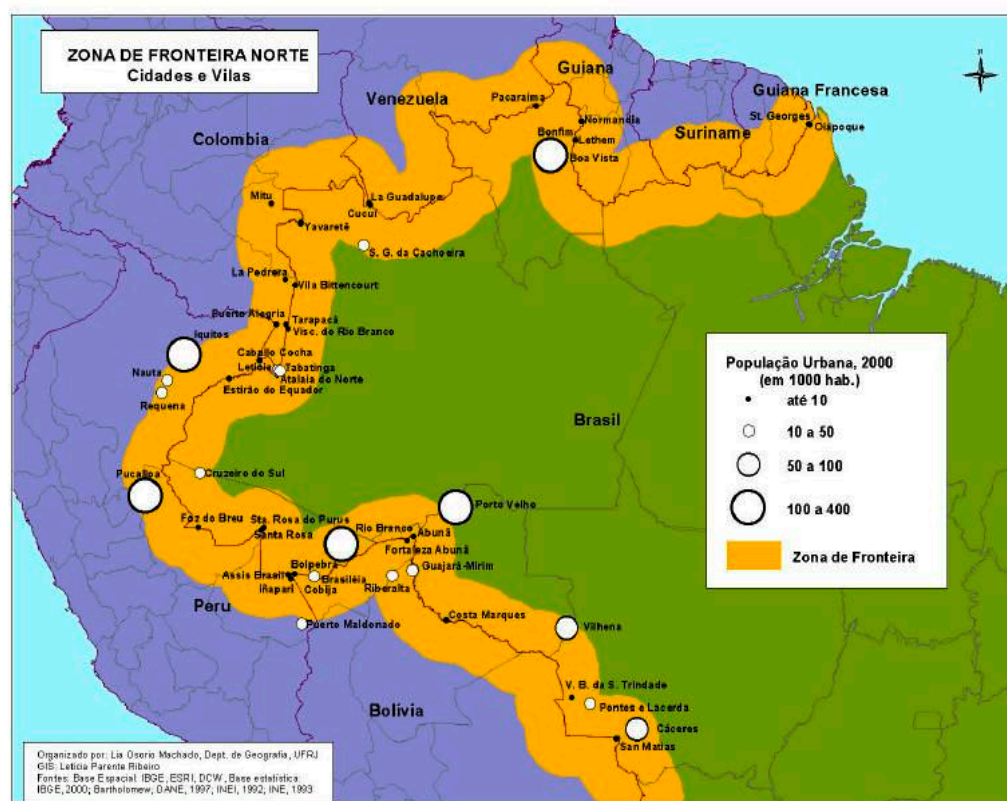 ZONA DE FRONTEIRA NORTE
Cidades e Vilas
Guiana
Venezuela
Pacaraima
Guiana Francesa
St. Georges
Oiapoque
Normandia
Colombia
Bonfim
Lethem
Suriname
Boa Vista
Mitu
La Guadalupe
Cucuí
Yavaretê
S. G. da Cachoeira
La Pedrera
Vila Bittencourt
Puerto Alegria
Tarapacá
Visc. do Rio Branco
Iquitos
Caballo Cocha
Leticia
Tabatinga
Nauta
Atalaia do Norte
Estirão do Equador
Requena
Brasil
População Urbana, 2000
(em 1000 hab.)
até 10
10 a 50
50 a 100
100 a 400
Zona de Fronteira
Pucallpa
Cruzeiro do Sul
Porto Velho
Foz do Breu
Sta. Rosa do Purus
Santa Rosa
Rio Branco
Abunã
Fortaleza Abunã
Bolpebra
Guajará-Mirim
Assis Brasil
Brasiléia
Iñapari
Cobija
Riberalta
Peru
Puerto Maldonado
Costa Marques
Vilhena
V. B. da S. Trindade
Pontes e Lacerda
Bolívia
Cáceres
San Matias
Organizado por: Lia Osorio Machado, Dept. de Geografia, UFRJ
GIS: Leticia Parente Ribeiro
Fontes: Base Espacial: IBGE, ESRI, DCW, Base estatística:
IBGE, 2000; Bartholomew; DANE, 1997; INEI, 1992; INE, 1993